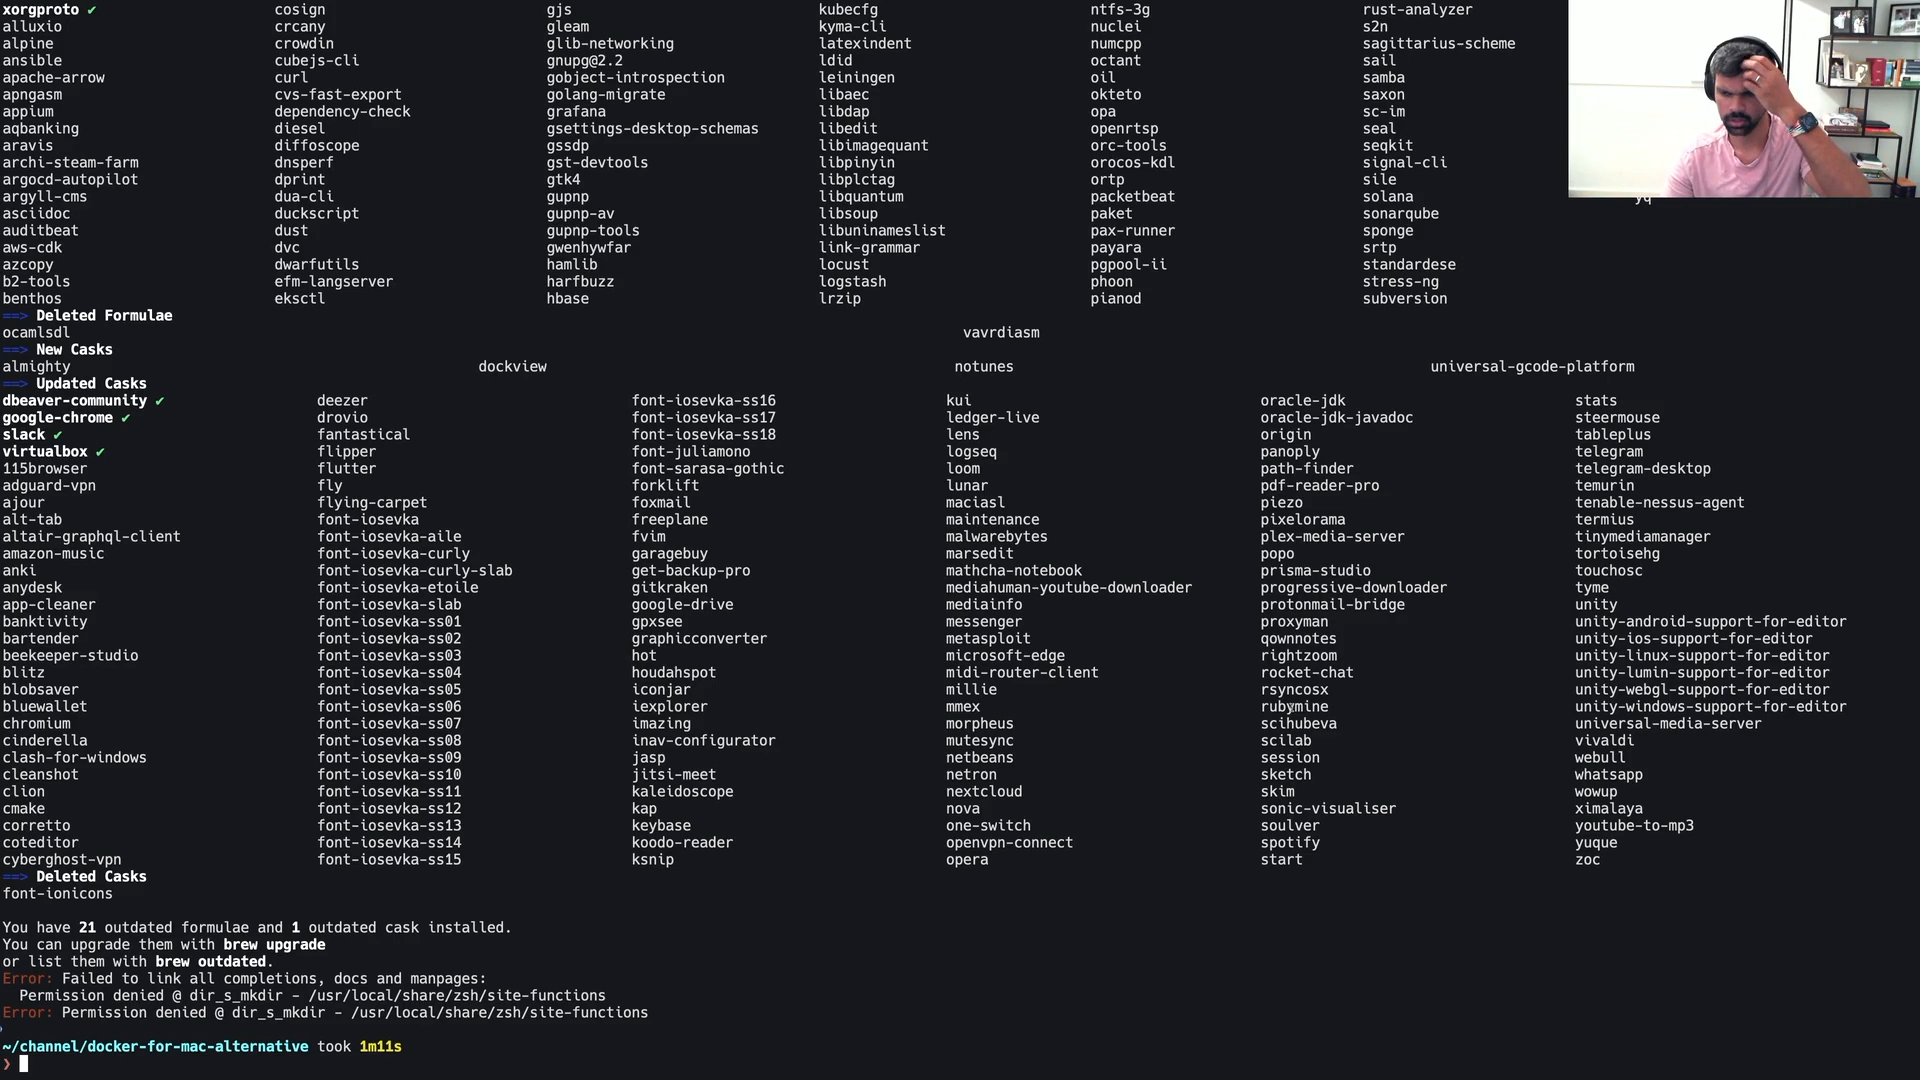 xorgproto ✔ cosign gjs kubecfg ntfs-3g rust-analyzer
alluxio crcany gleam kyma-cli nuclei s2n
alpine crowdin glib-networking latexindent numcpp sagittarius-scheme
ansible cubejs-cli gnupg@2.2 ldid octant sail
apache-arrow curl gobject-introspection leiningen oil samba
apngasm cvs-fast-export golang-migrate libaec okteto saxon
appium dependency-check grafana libdap opa sc-im
aqbanking diesel gsettings-desktop-schemas libedit openrtsp seal
aravis diffoscope gssdp libimagequant orc-tools seqkit
archi-steam-farm dnsperf gst-devtools libpinyin orocos-kdl signal-cli
argocd-autopilot dprint gtk4 libplctag ortp sile
argyll-cms dua-cli gupnp libquantum packetbeat solana yq
asciidoc duckscript gupnp-av libsoup paket sonarqube
auditbeat dust gupnp-tools libuninameslist pax-runner sponge
aws-cdk dvc gwenhywfar link-grammar payara srtp
azcopy dwarfutils hamlib locust pgpool-ii standardese
b2-tools efm-langserver harfbuzz logstash phoon stress-ng
benthos eksctl hbase lrzip pianod subversion
==> Deleted Formulae
ocamlsdl vavrdiasm
==> New Casks
almighty dockview notunes universal-gcode-platform
==> Updated Casks
dbeaver-community ✔ deezer font-iosevka-ss16 kui oracle-jdk stats
google-chrome ✔ drovio font-iosevka-ss17 ledger-live oracle-jdk-javadoc steermouse
slack ✔ fantastical font-iosevka-ss18 lens origin tableplus
virtualbox ✔ flipper font-juliamono logseq panoply telegram
115browser flutter font-sarasa-gothic loom path-finder telegram-desktop
adguard-vpn fly forklift lunar pdf-reader-pro temurin
ajour flying-carpet foxmail maciasl piezo tenable-nessus-agent
alt-tab font-iosevka freeplane maintenance pixelorama termius
altair-graphql-client font-iosevka-aile fvim malwarebytes plex-media-server tinymediamanager
amazon-music font-iosevka-curly garagebuy marsedit popo tortoisehg
anki font-iosevka-curly-slab get-backup-pro mathcha-notebook prisma-studio touchosc
anydesk font-iosevka-etoile gitkraken mediahuman-youtube-downloader progressive-downloader tyme
app-cleaner font-iosevka-slab google-drive mediainfo protonmail-bridge unity
banktivity font-iosevka-ss01 gpxsee messenger proxyman unity-android-support-for-editor
bartender font-iosevka-ss02 graphicconverter metasploit qownnotes unity-ios-support-for-editor
beekeeper-studio font-iosevka-ss03 hot microsoft-edge rightzoom unity-linux-support-for-editor
blitz font-iosevka-ss04 houdahspot midi-router-client rocket-chat unity-lumin-support-for-editor
blobsaver font-iosevka-ss05 iconjar millie rsyncosx unity-webgl-support-for-editor
bluewallet font-iosevka-ss06 iexplorer mmex rubymine unity-windows-support-for-editor
chromium font-iosevka-ss07 imazing morpheus scihubeva universal-media-server
cinderella font-iosevka-ss08 inav-configurator mutesync scilab vivaldi
clash-for-windows font-iosevka-ss09 jasp netbeans session webull
cleanshot font-iosevka-ss10 jitsi-meet netron sketch whatsapp
clion font-iosevka-ss11 kaleidoscope nextcloud skim wowup
cmake font-iosevka-ss12 kap nova sonic-visualiser ximalaya
corretto font-iosevka-ss13 keybase one-switch soulver youtube-to-mp3
coteditor font-iosevka-ss14 koodo-reader openvpn-connect spotify yuque
cyberghost-vpn font-iosevka-ss15 ksnip opera start zoc
==> Deleted Casks
font-ionicons
You have 21 outdated formulae and 1 outdated cask installed.
You can upgrade them with brew upgrade
or list them with brew outdated.
Error: Failed to link all completions, docs and manpages:
Permission denied @ dir_s_mkdir - /usr/local/share/zsh/site-functions
Error: Permission denied @ dir_s_mkdir - /usr/local/share/zsh/site-functions
~/channel/docker-for-mac-alternative took 1m11s
❯